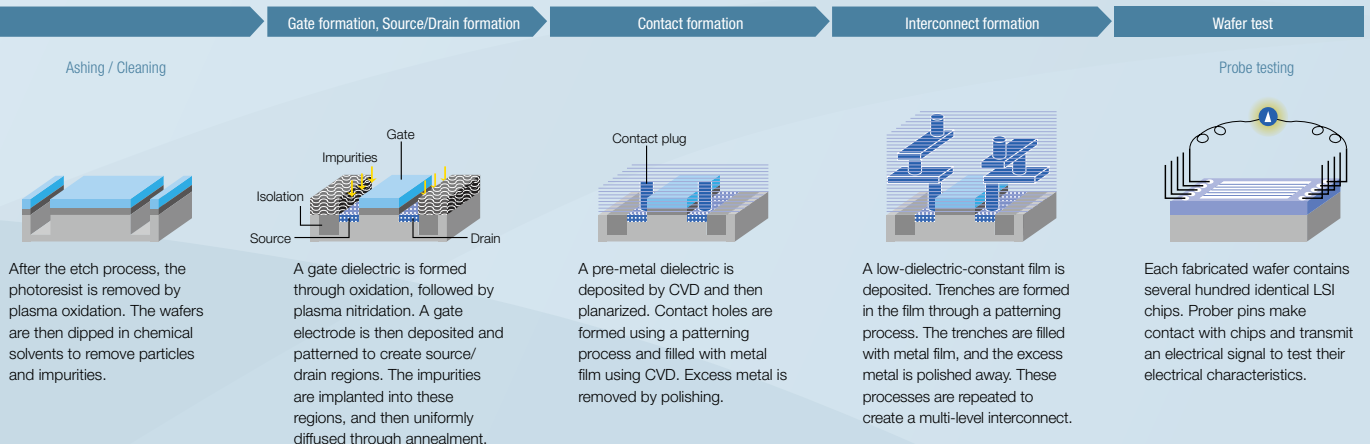 Gate formation, Source/Drain formation
Contact formation
Interconnect formation
Wafer test
Ashing / Cleaning
Probe testing
Gate
Impurities
Isolation
Source
Drain
Contact plug
After the etch process, the
photoresist is removed by
plasma oxidation. The wafers
are then dipped in chemical
solvents to remove particles
and impurities.
A gate dielectric is formed
through oxidation, followed by
plasma nitridation. A gate
electrode is then deposited and
patterned to create source/
drain regions. The impurities
are implanted into these
regions, and then uniformly
diffused through annealment.
A pre-metal dielectric is
deposited by CVD and then
planarized. Contact holes are
formed using a patterning
process and filled with metal
film using CVD. Excess metal is
removed by polishing.
A low-dielectric-constant film is
deposited. Trenches are formed
in the film through a patterning
process. The trenches are filled
with metal film, and the excess
metal is polished away. These
processes are repeated to
create a multi-level interconnect.
Each fabricated wafer contains
several hundred identical LSI
chips. Prober pins make
contact with chips and transmit
an electrical signal to test their
electrical characteristics.